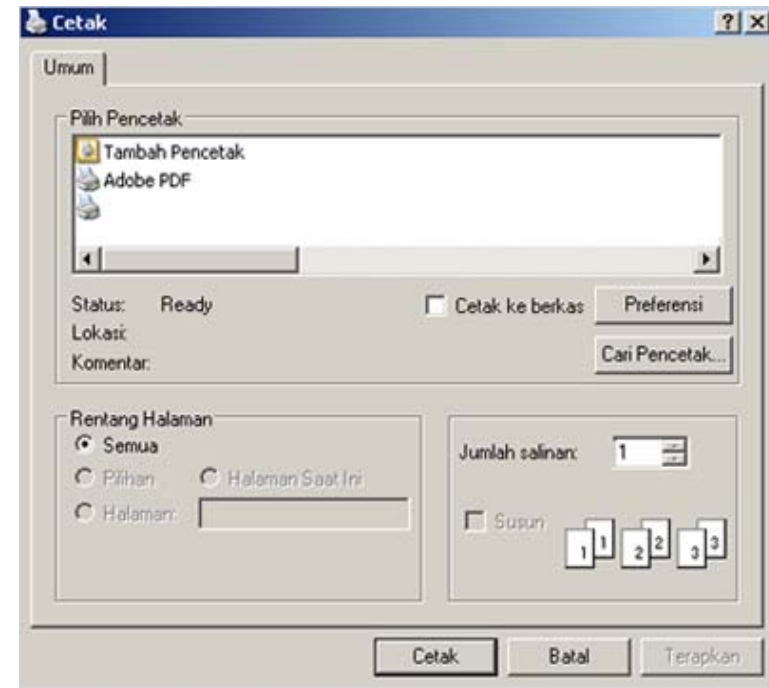 Cetak
Umum
Pilih Pencetak
Tambah Pencetak
Adobe PDF
Status: Ready
Cetak ke berkas
Preferensi
Lokasi:
Komentar:
Cari Pencetak...
Rentang Halaman
Semua
Pilihan
Halaman Saat Ini
Halaman:
Jumlah salinan: 1
Susun
1 1 2 2 3 3
Cetak
Batal
Terapkan